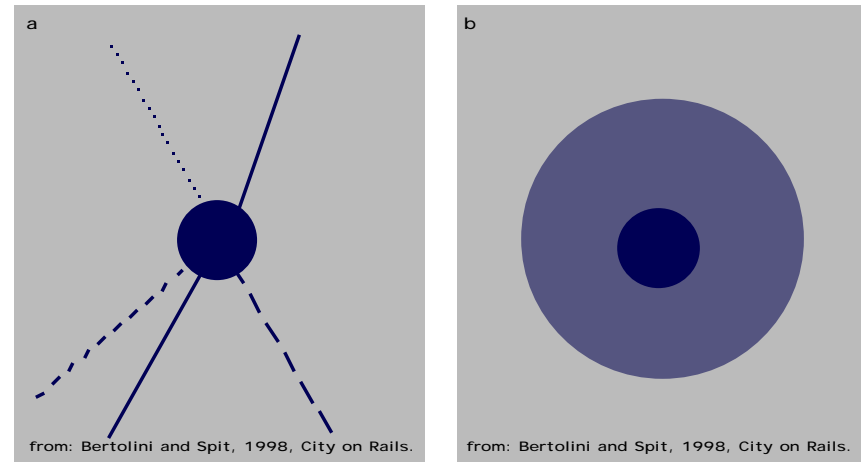 a
from: Bertolini and Spit, 1998, City on Rails.
b
from: Bertolini and Spit, 1998, City on Rails.